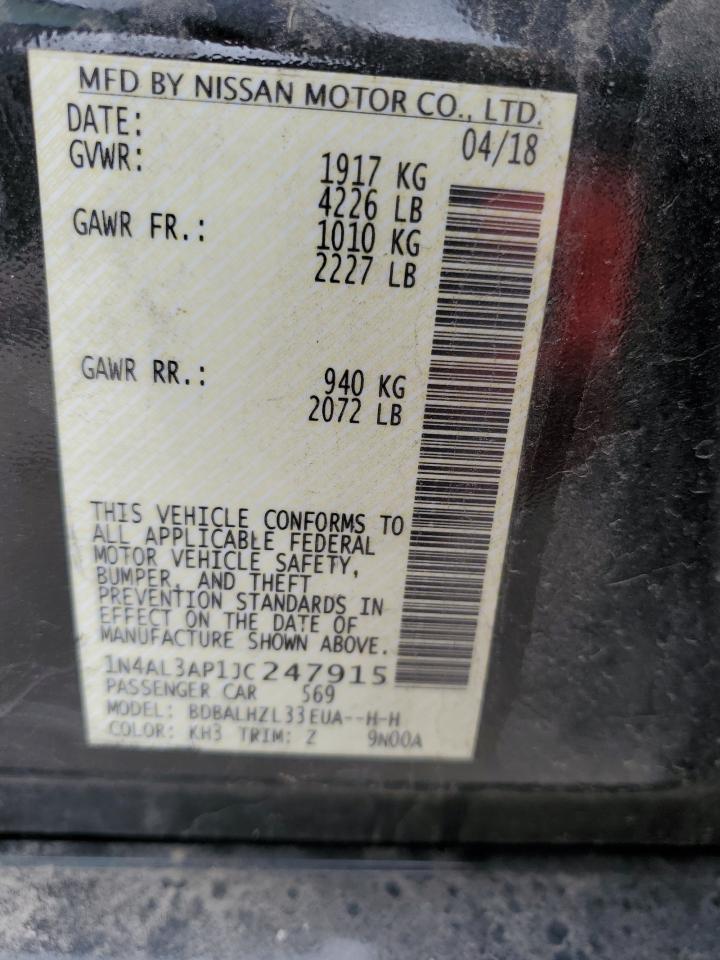 MFD BY NISSAN MOTOR CO., LTD.
DATE: 04/18
GVWR: 1917 KG
4226 LB
GAWR FR.: 1010 KG
2227 LB
GAWR RR.: 940 KG
2072 LB
THIS VEHICLE CONFORMS TO
ALL APPLICABLE FEDERAL
MOTOR VEHICLE SAFETY,
BUMPER, AND THEFT
PREVENTION STANDARDS IN
EFFECT ON THE DATE OF
MANUFACTURE SHOWN ABOVE.
1N4AL3AP1JC247915
PASSENGER CAR 569
MODEL: BDBALHZL33EUA--H-H
COLOR: KH3 TRIM: Z 9N00A